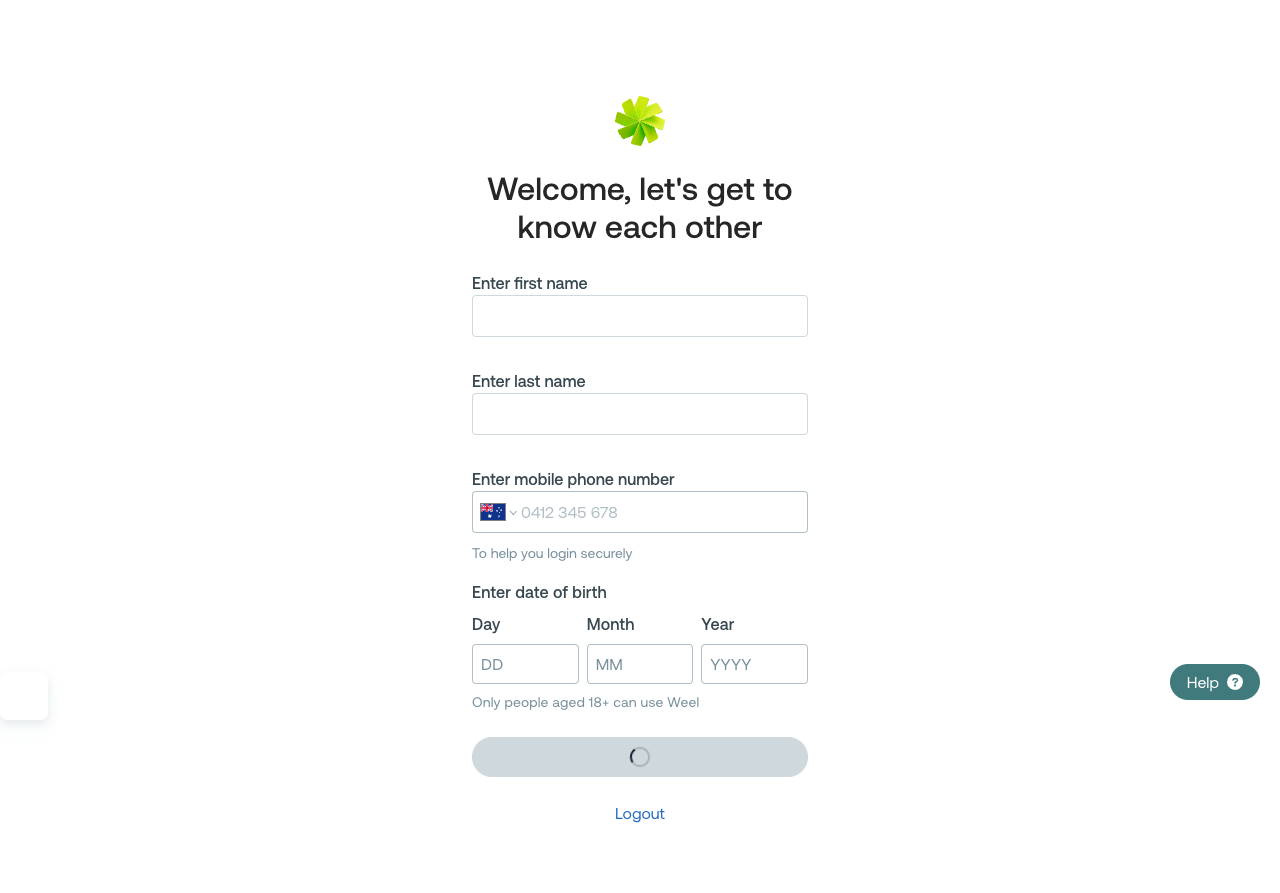 Welcome, let's get to
know each other
Enter first name
Enter last name
Enter mobile phone number
0412 345 678
To help you login securely
Enter date of birth
Day Month Year
DD MM YYYY
Only people aged 18+ can use Weel
Help ?
Logout